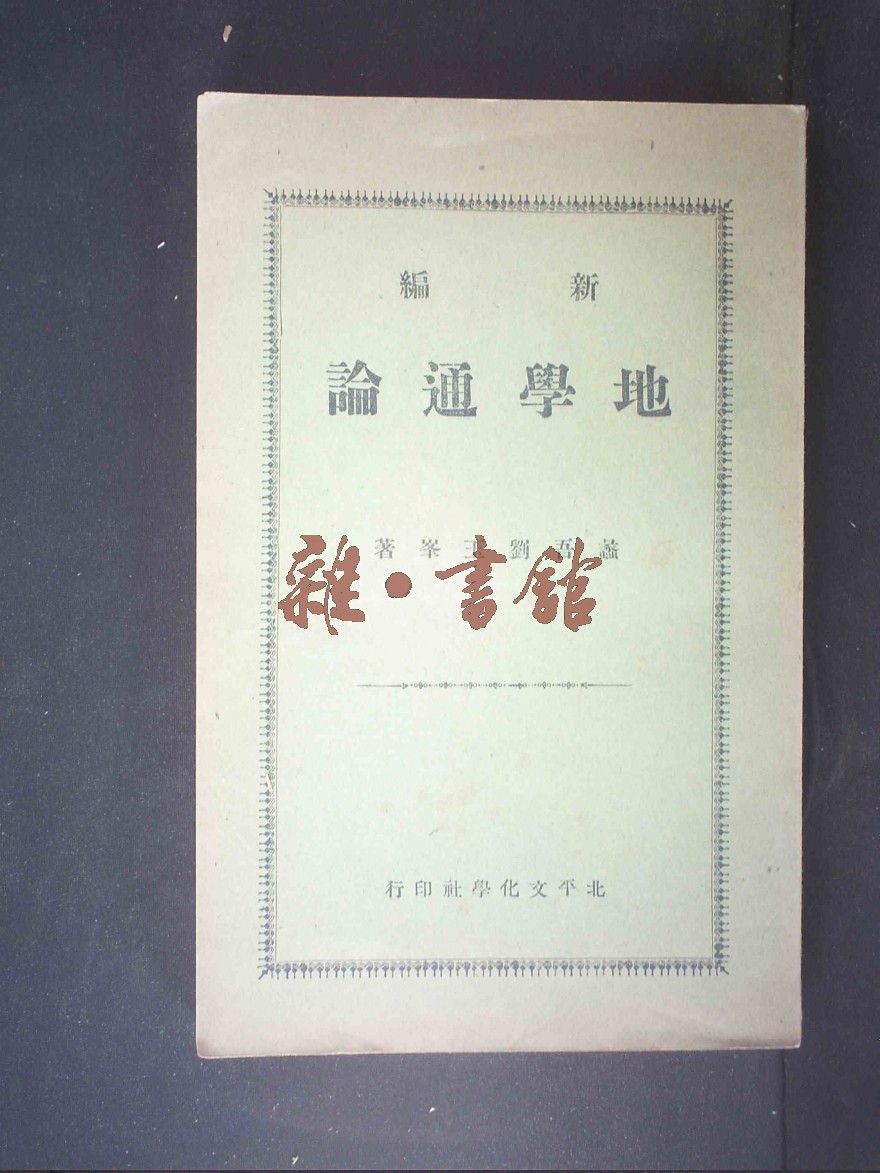 新編
地學通論
蠡吾劉玉峯著
雜·書館
北平文化學社印行